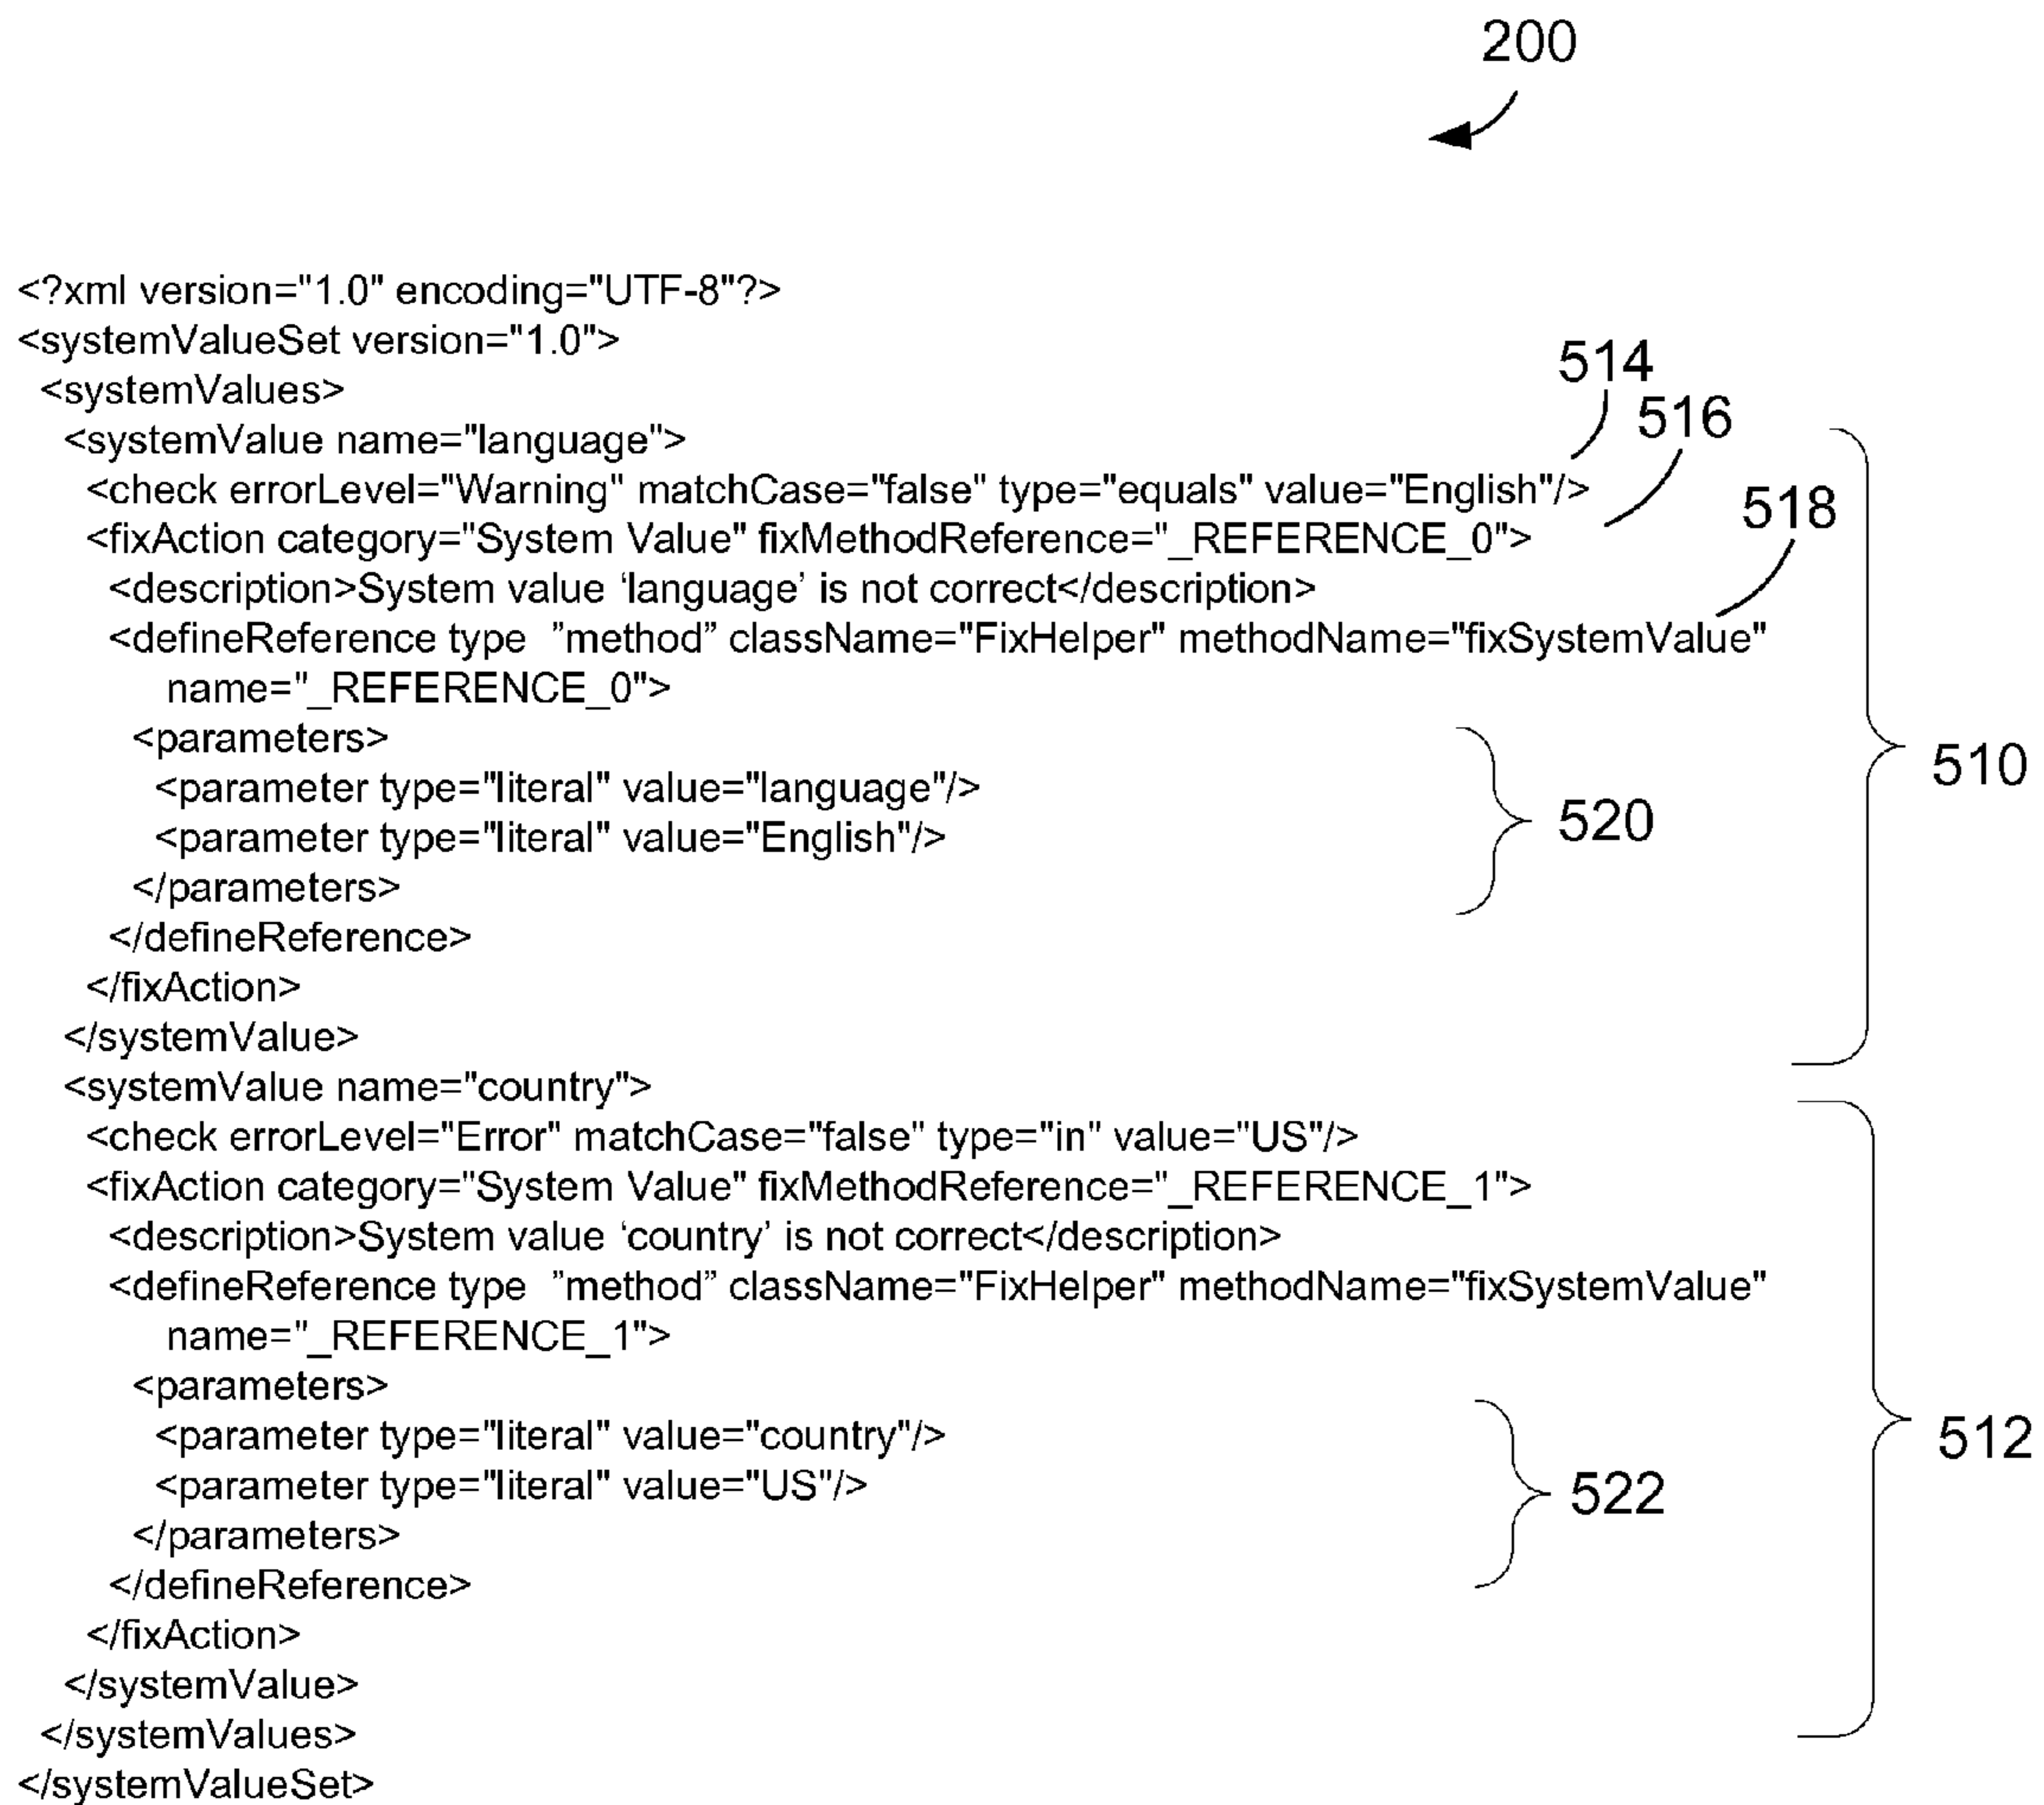 200
<?xml version="1.0" encoding="UTF-8"?>
<systemValueSet version="1.0">
<systemValues>
514
516
<systemValue name="language">
<check errorLevel="Warning" matchCase="false" type="equals" value="English"/>
518
<fixAction category="System Value" fixMethodReference="_REFERENCE_0">
<description>System value ‘language’ is not correct</description>
<defineReference type ”method” className="FixHelper" methodName="fixSystemValue"
name="_REFERENCE_0">
<parameters>
510
<parameter type="literal" value="language"/>
520
<parameter type="literal" value="English"/>
</parameters>
</defineReference>
</fixAction>
</systemValue>
<systemValue name="country">
<check errorLevel="Error" matchCase="false" type="in" value="US"/>
<fixAction category="System Value" fixMethodReference="_REFERENCE_1">
<description>System value ‘country’ is not correct</description>
<defineReference type ”method” className="FixHelper" methodName="fixSystemValue"
name="_REFERENCE_1">
<parameters>
<parameter type="literal" value="country"/>
512
<parameter type="literal" value="US"/>
522
</parameters>
</defineReference>
</fixAction>
</systemValue>
</systemValues>
</systemValueSet>